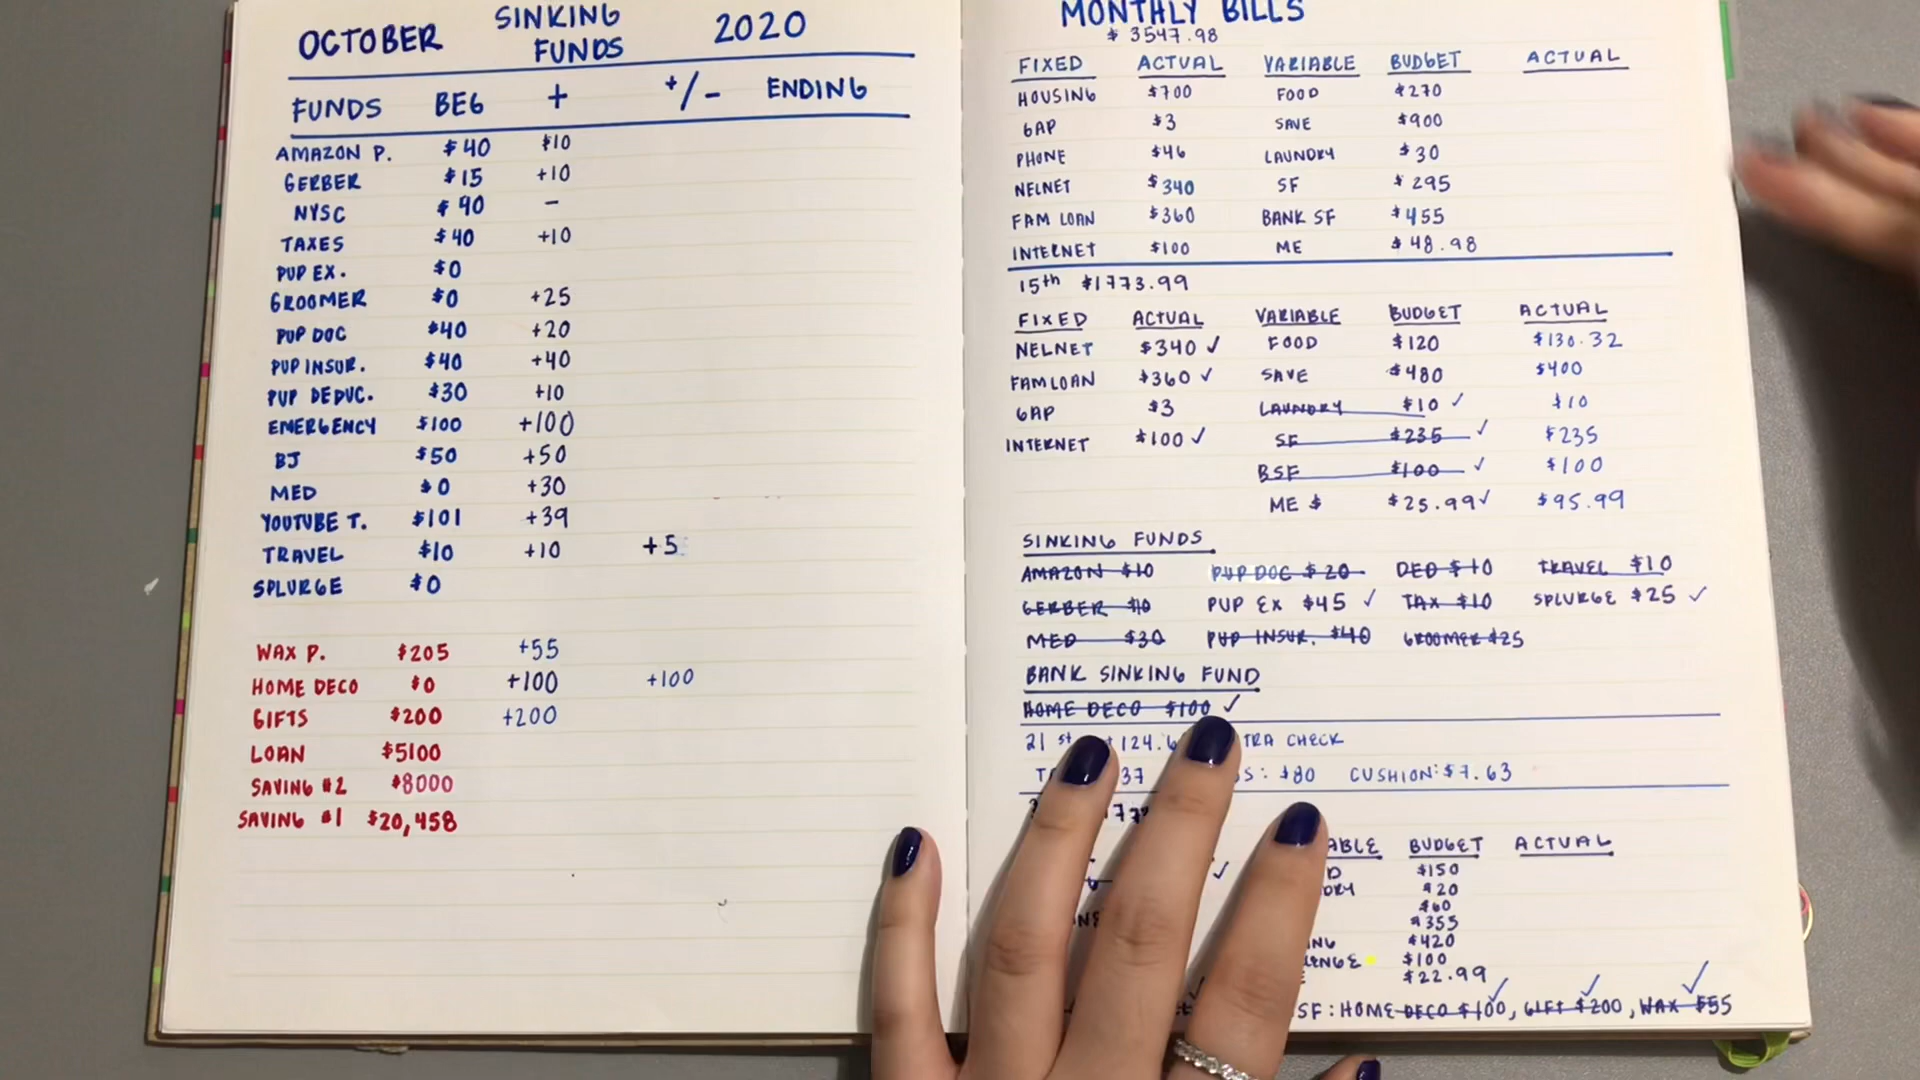 OCTOBER SINKING FUNDS 2020
FUNDS BEG + +/- ENDING
AMAZON P. $40 $10
GERBER $15 +10
NYSC $90 -
TAXES $40 +10
PUP EX. $0
GROOMER $0 +25
PUP DOC $40 +20
PUP INSUR. $40 +40
PUP DEDUC. $30 +10
EMERGENCY $100 +100
BJ $50 +50
MED $0 +30
YOUTUBE T. $101 +39
TRAVEL $10 +10 +5
SPLURGE $0
WAX P. $205 +55
HOME DECO $0 +100 +100
GIFTS $200 +200
LOAN $5100
SAVING #2 $8000
SAVING #1 $20,458
MONTHLY BILLS
$ 3547.98
FIXED ACTUAL VARIABLE BUDGET ACTUAL
HOUSING $700 FOOD $270
GAP $3 SAVE $900
PHONE $46 LAUNDRY $30
NELNET $340 SF $295
FAM LOAN $360 BANK SF $455
INTERNET $100 ME $48.98
15th $1773.99
FIXED ACTUAL VARIABLE BUDGET ACTUAL
NELNET $340 ✓ FOOD $120 $130.32
FAM LOAN $360 ✓ SAVE $480 $400
GAP $3 LAUNDRY $10 ✓ $10
INTERNET $100 ✓ SF $235 ✓ $235
BSF $100 ✓ $100
ME $ $25.99 ✓ $95.99
SINKING FUNDS
AMAZON $10 PUP DOC $20 DED $10 TRAVEL $10
GERBER $10 PUP EX $45 ✓ TAX $10 SPLURGE $25 ✓
MED $30 PUP INSUR. $40 GROOMER $25
BANK SINKING FUND
HOME DECO $100 ✓
21st CHECK
$80 CUSHION: $7.63
BUDGET ACTUAL
$150
$20
$60
$355
$420
$100
$22.99
SF: HOME DECO $100, GIFT $200, WAX $55